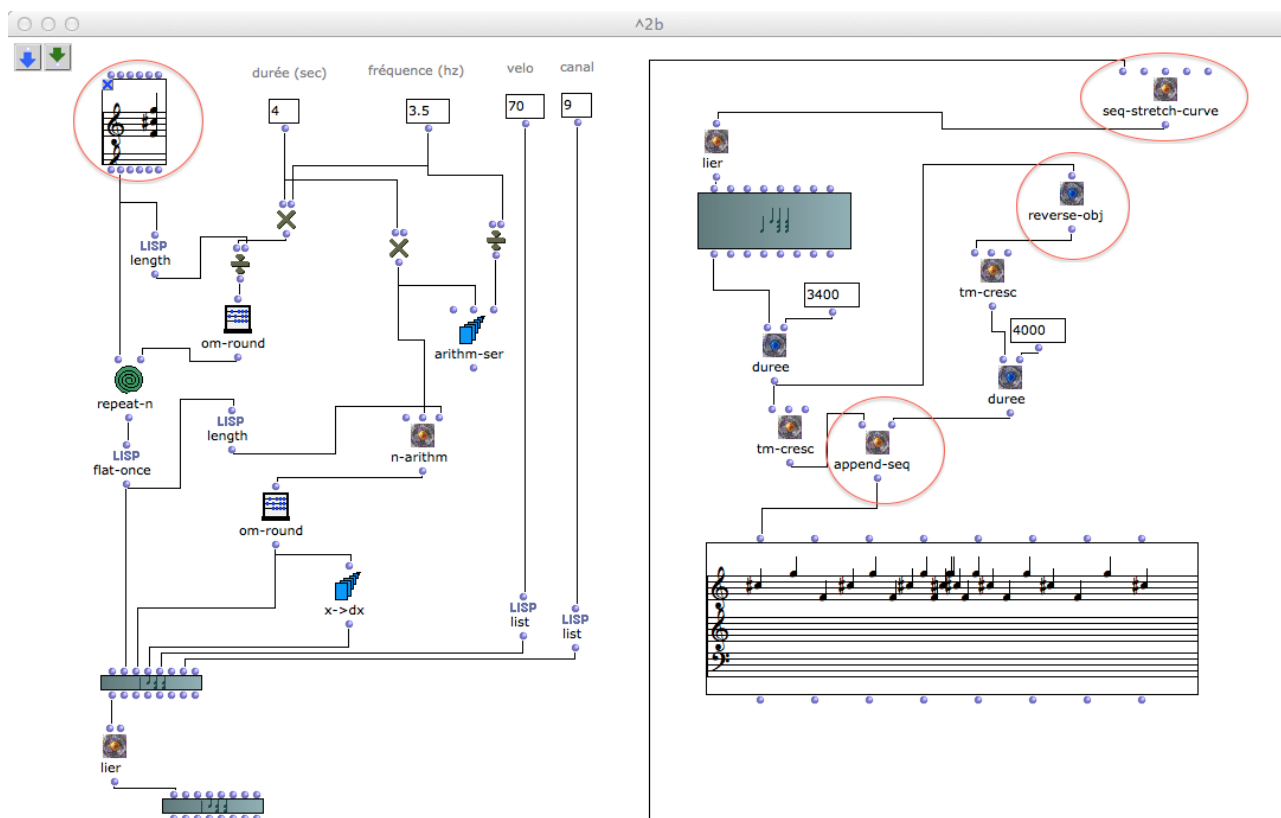 ^2b
durée (sec)
fréquence (hz)
velo
canal
4
3.5
70
9
LISP
length
om-round
repeat-n
arithm-ser
LISP
length
LISP
flat-once
n-arithm
om-round
x->dx
LISP
list
LISP
list
lier
seq-stretch-curve
lier
reverse-obj
tm-cresc
3400
4000
duree
duree
tm-cresc
append-seq